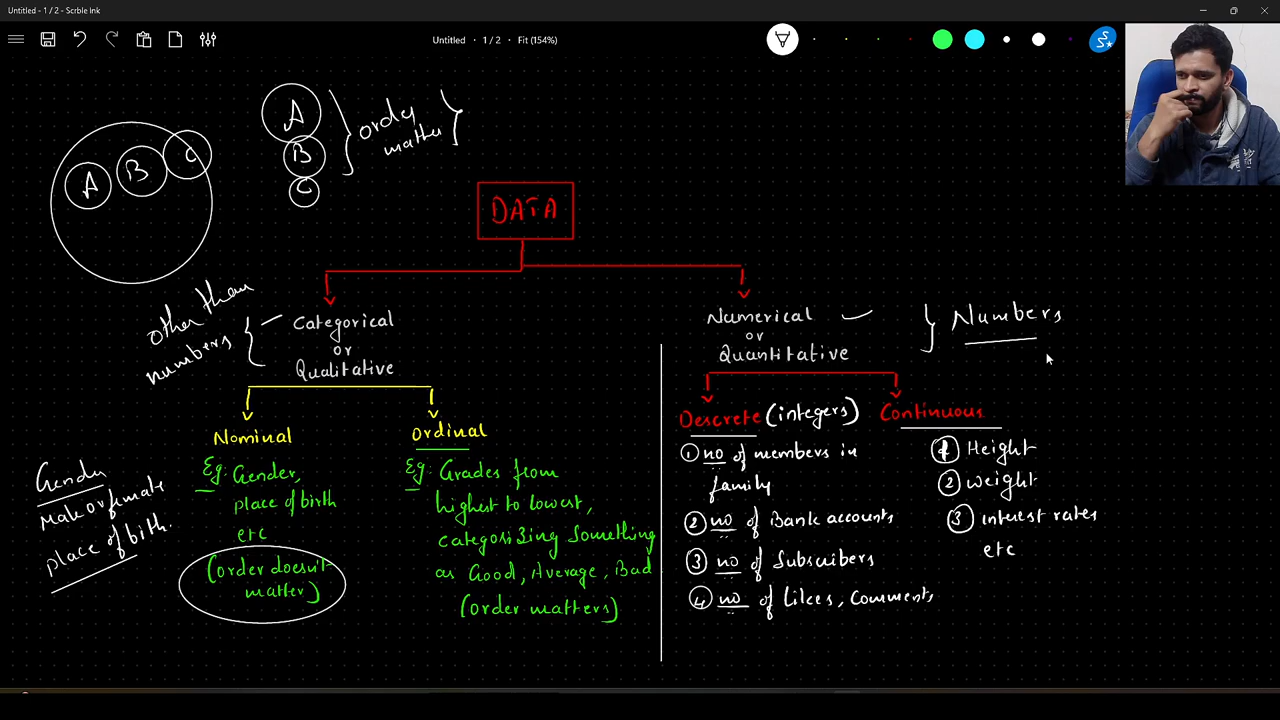 Untitled - 1 / 2 - Scrble Ink
Untitled • 1 / 2 • Fit (154%)
A
B
C
A
B
C
order
matter
DATA
other than
numbers
Categorical
or
Qualitative
Numerical
or
Quantitative
Numbers
Nominal
Eg: Gender,
place of birth
etc
(order doesn't
matter)
Ordinal
Eg: Grades from
highest to lowest,
categorizing something
as Good, Average, Bad
(order matters)
Gender
Male or female
place of birth.
Descrete (integers)
1 no of members in
family
2 no of Bank accounts
3 no of Subscribers
4 no of Likes, comments
Continuous
1 Height
2 weight
3 interest rates
etc